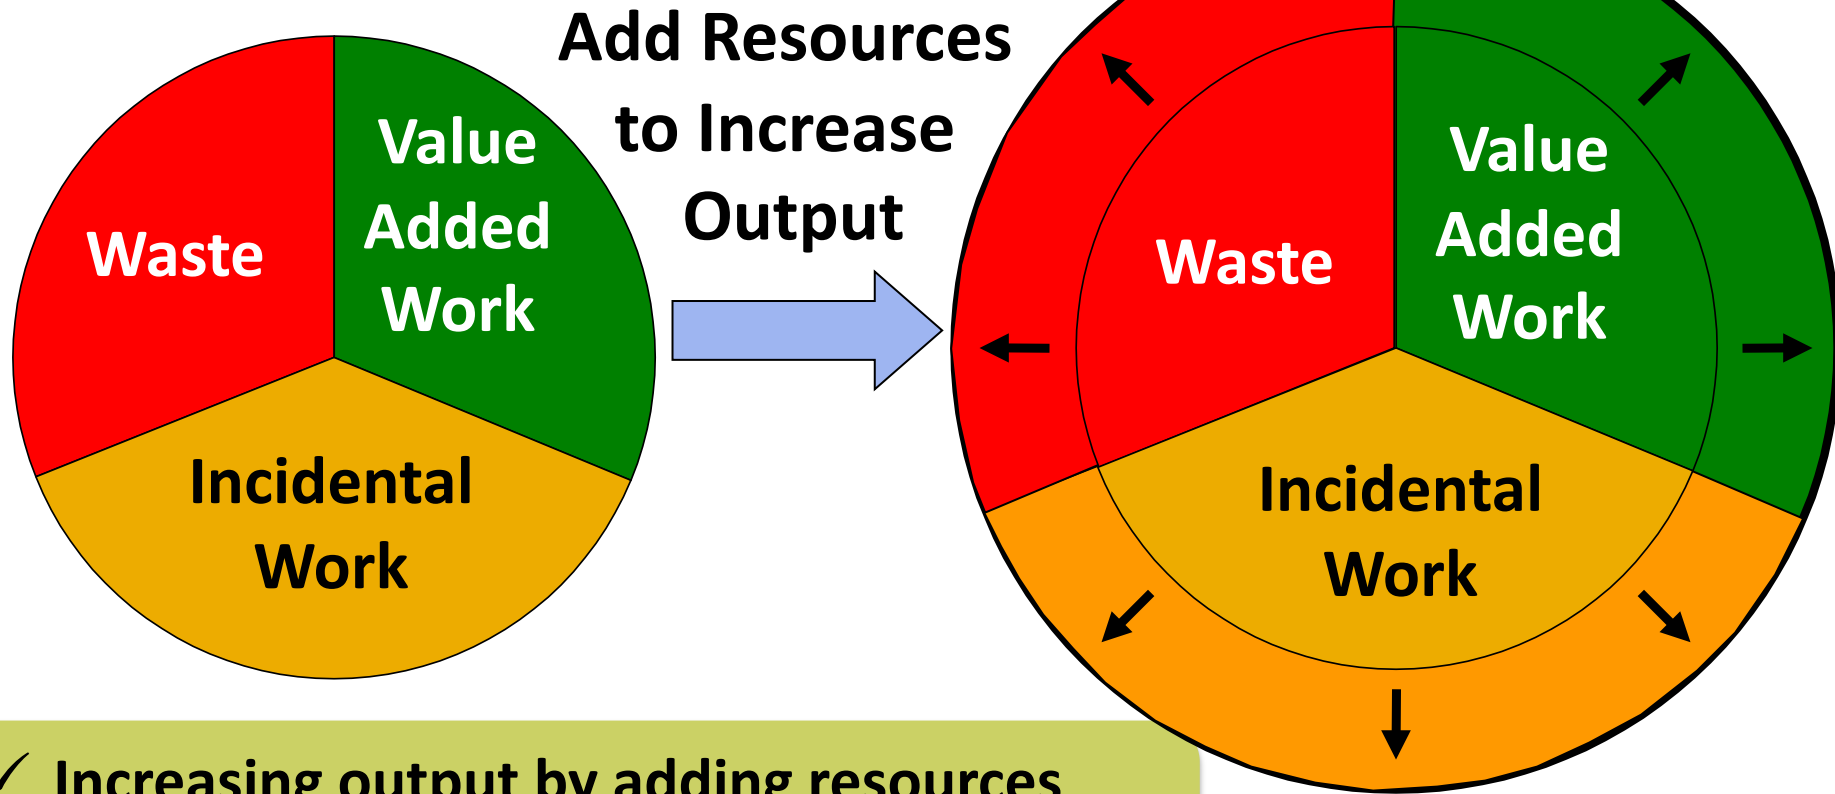 Waste
Value
Added
Work
Incidental
Work
Add Resources
to Increase
Output
Waste
Value
Added
Work
Incidental
Work
✓ Increasing output by adding resources